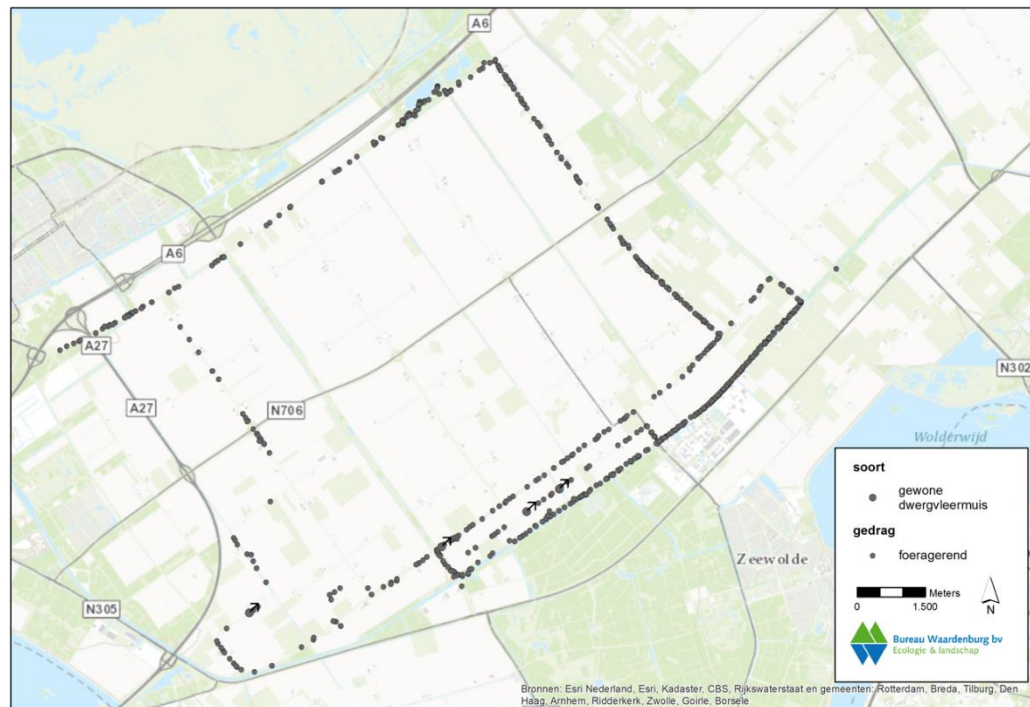 A6
A6
A27
A27
N706
N302
Wolderwijd
Zeewolde
N305
soort
gewone
dwergvleermuis
gedrag
foeragerend
Meters
0 1.500
N
Bureau Waardenburg bv
Ecologie & landschap
Bronnen: Esri Nederland, Esri, Kadaster, CBS, Rijkswaterstaat en gemeenten: Rotterdam, Breda, Tilburg, Den
Haag, Arnhem, Ridderkerk, Zwolle, Goirle, Borsele